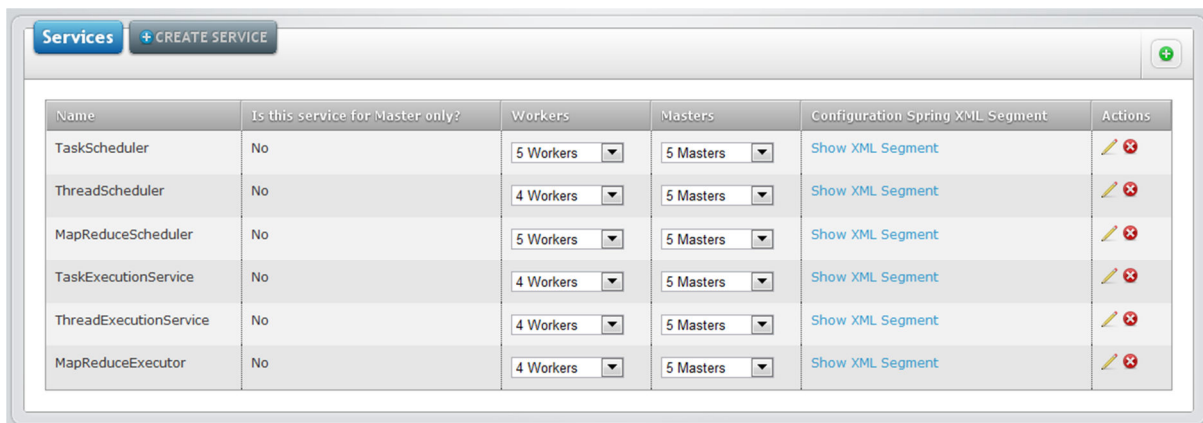 Services CREATE SERVICE
Name Is this service for Master only? Workers Masters Configuration Spring XML Segment Actions
TaskScheduler No 5 Workers 5 Masters Show XML Segment
ThreadScheduler No 4 Workers 5 Masters Show XML Segment
MapReduceScheduler No 5 Workers 5 Masters Show XML Segment
TaskExecutionService No 4 Workers 5 Masters Show XML Segment
ThreadExecutionService No 4 Workers 5 Masters Show XML Segment
MapReduceExecutor No 4 Workers 5 Masters Show XML Segment